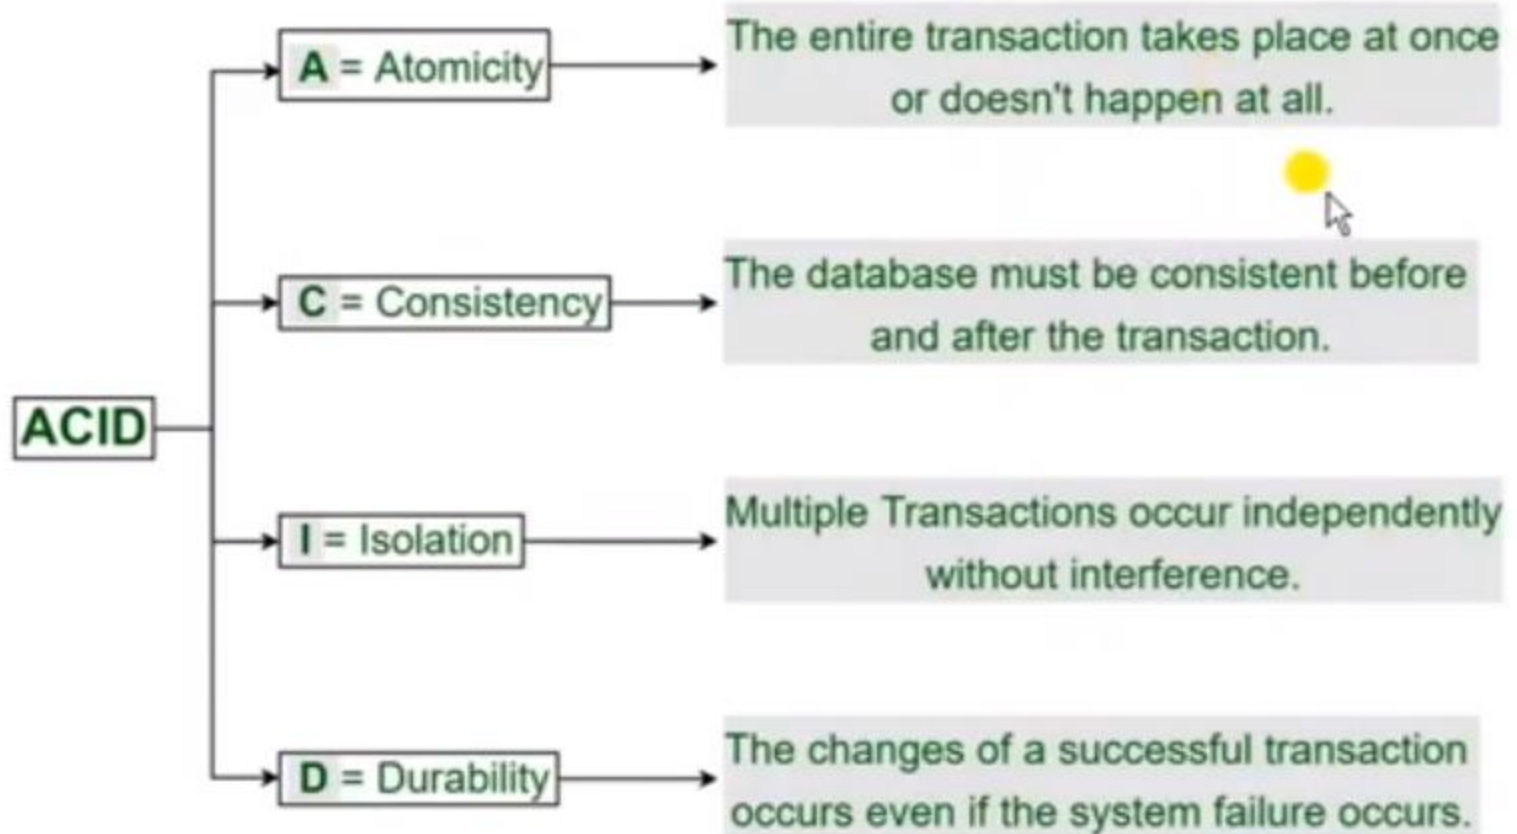 A = Atomicity
The entire transaction takes place at once
or doesn't happen at all.
C = Consistency
The database must be consistent before
and after the transaction.
ACID
I = Isolation
Multiple Transactions occur independently
without interference.
D = Durability
The changes of a successful transaction
occurs even if the system failure occurs.